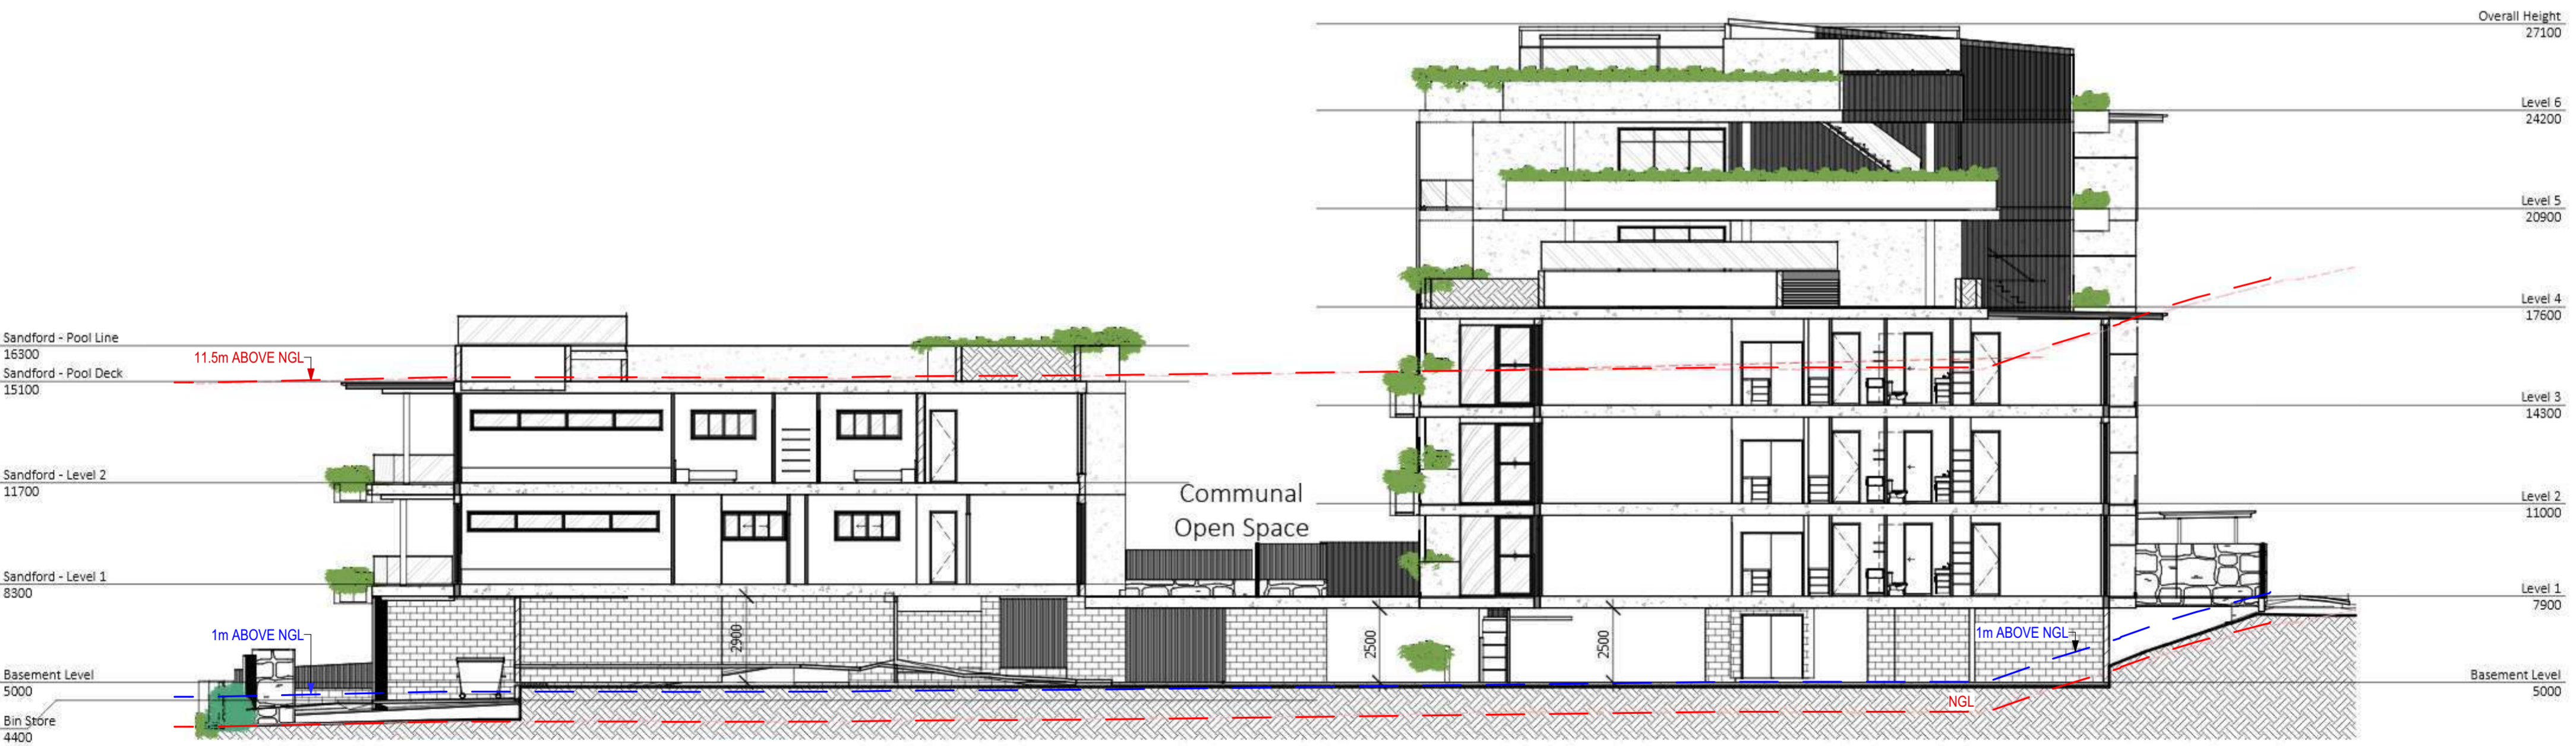 Overall Height
27100
Level 6
24200
Level 5
20900
Level 4
17600
Level 3
14300
Level 2
11000
Level 1
7900
Basement Level
5000
Sandford - Pool Line
16300
Sandford - Pool Deck
15100
Sandford - Level 2
11700
Sandford - Level 1
8300
Basement Level
5000
Bin Store
4400
11.5m ABOVE NGL
1m ABOVE NGL
Communal
Open Space
2900
2500
2500
1m ABOVE NGL
NGL